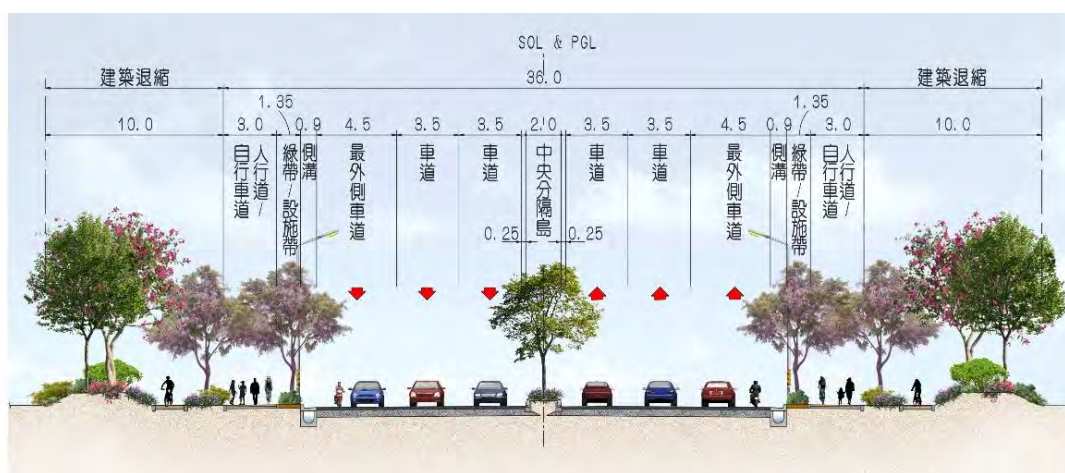 SOL & PGL
建築退縮
36.0
建築退縮
1.35
1.35
10.0
3.0
0.9
4.5
3.5
3.5
2.0
3.5
3.5
4.5
0.9
3.0
10.0
人行道/
自行車道
綠帶/設施帶
側溝
最外側車道
車道
車道
中央分隔島
車道
車道
最外側車道
側溝
綠帶/設施帶
人行道/
自行車道
0.25
0.25